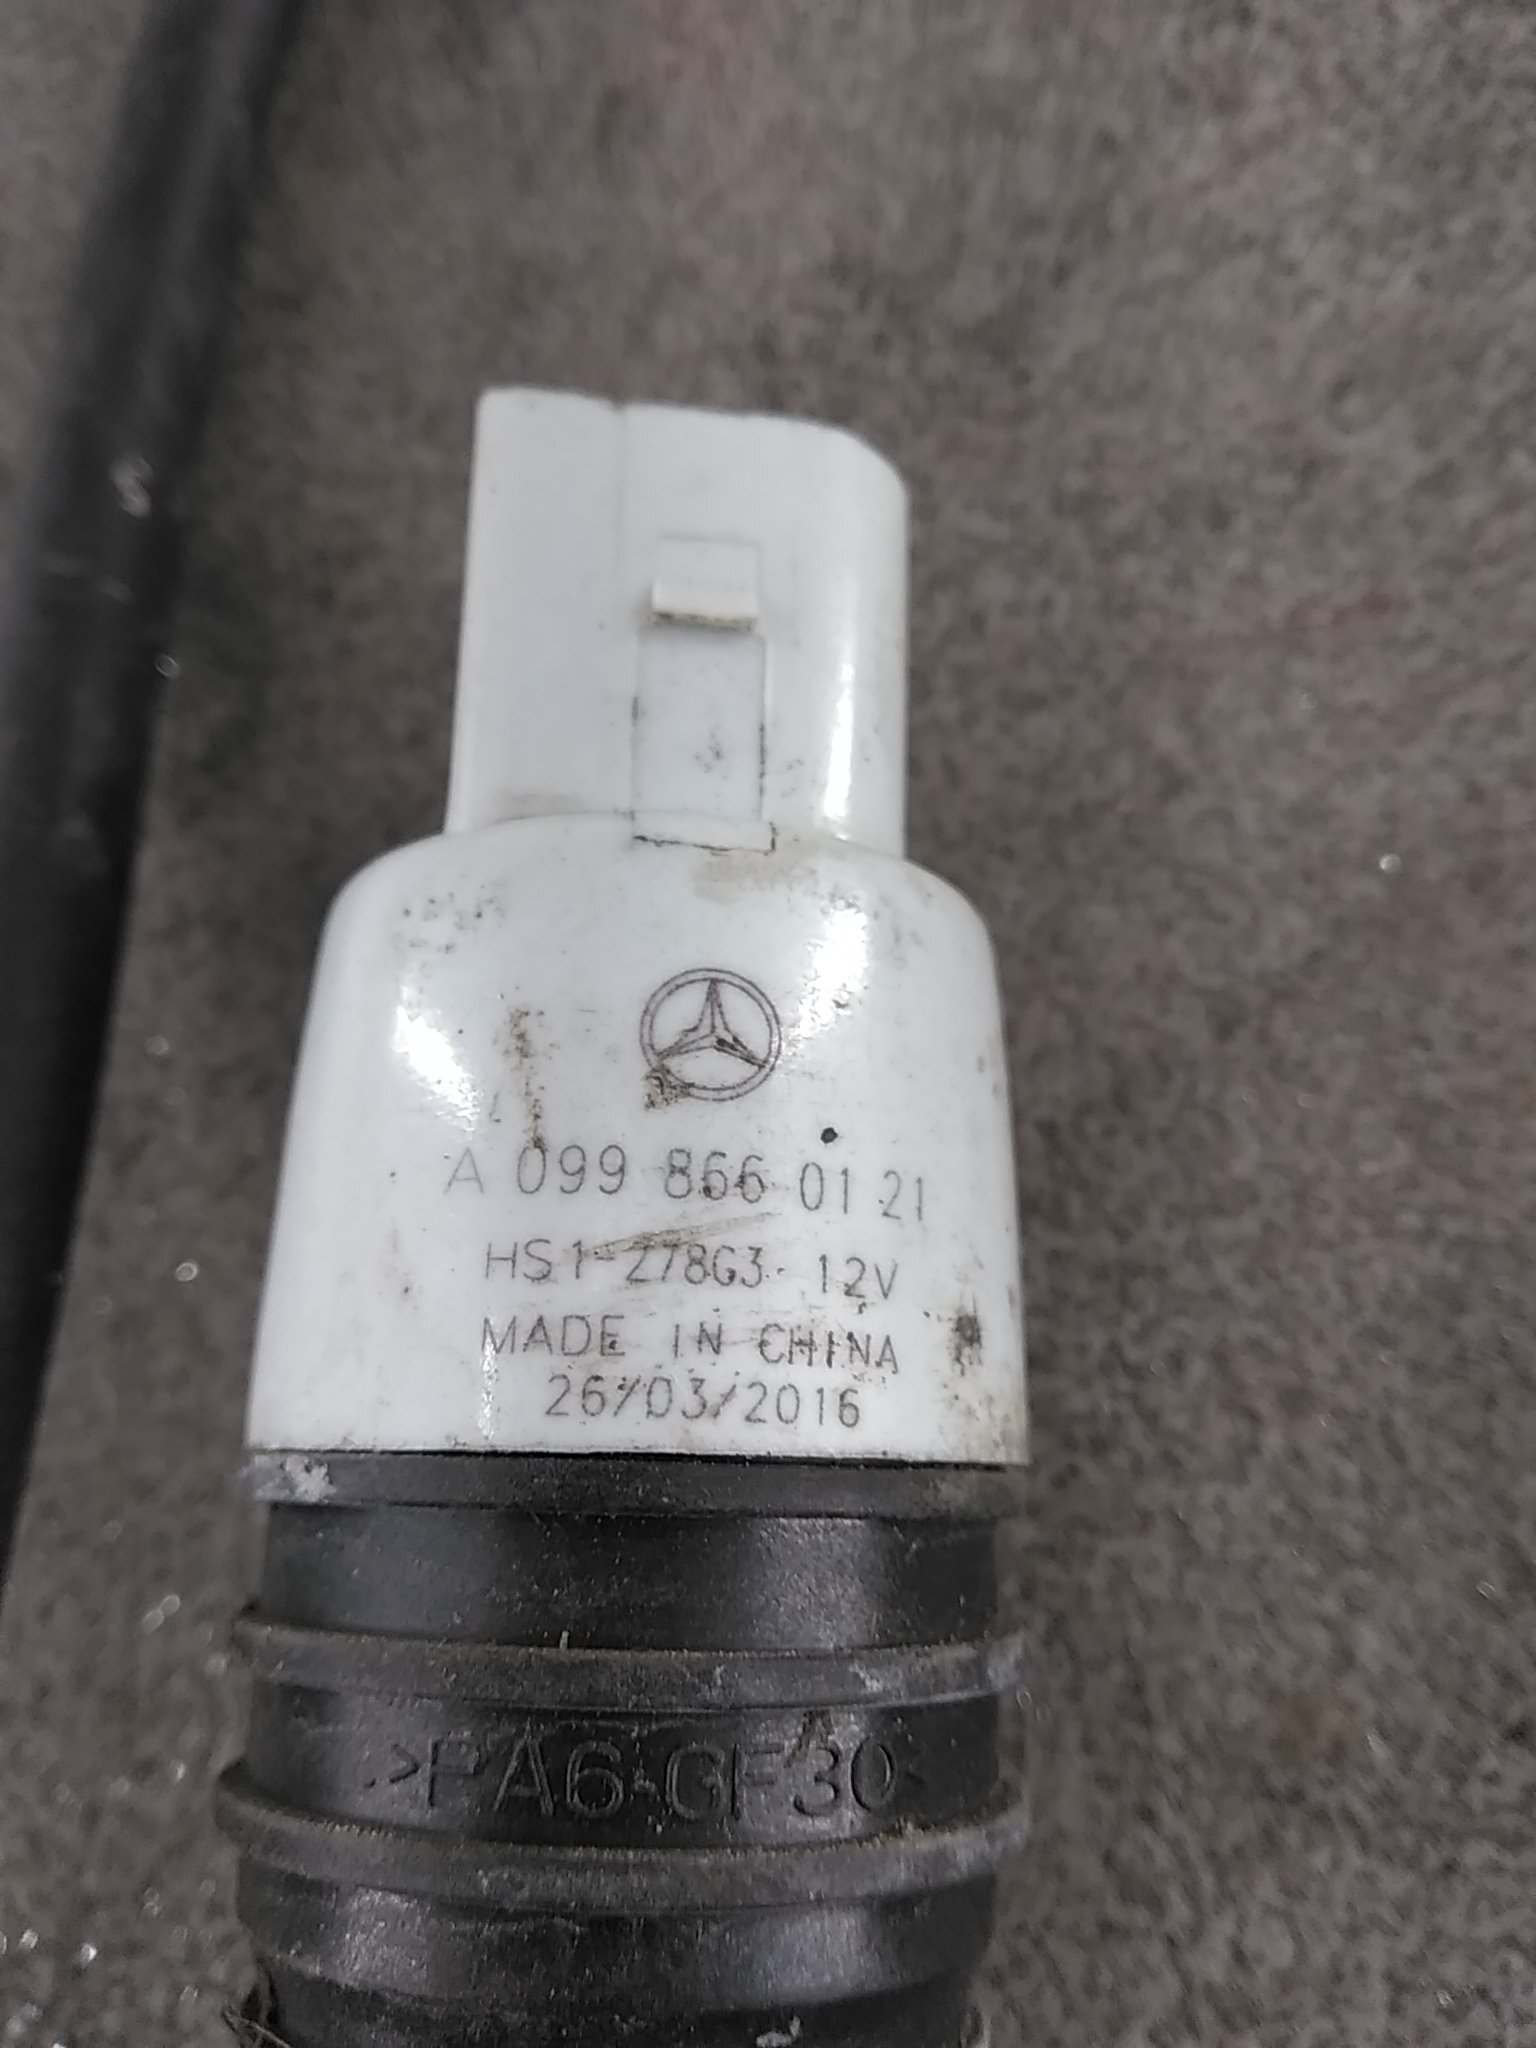 A 099 866 01 21
HS1-278G3 12V
MADE IN CHINA
26/03/2016
>PA6-GF30<